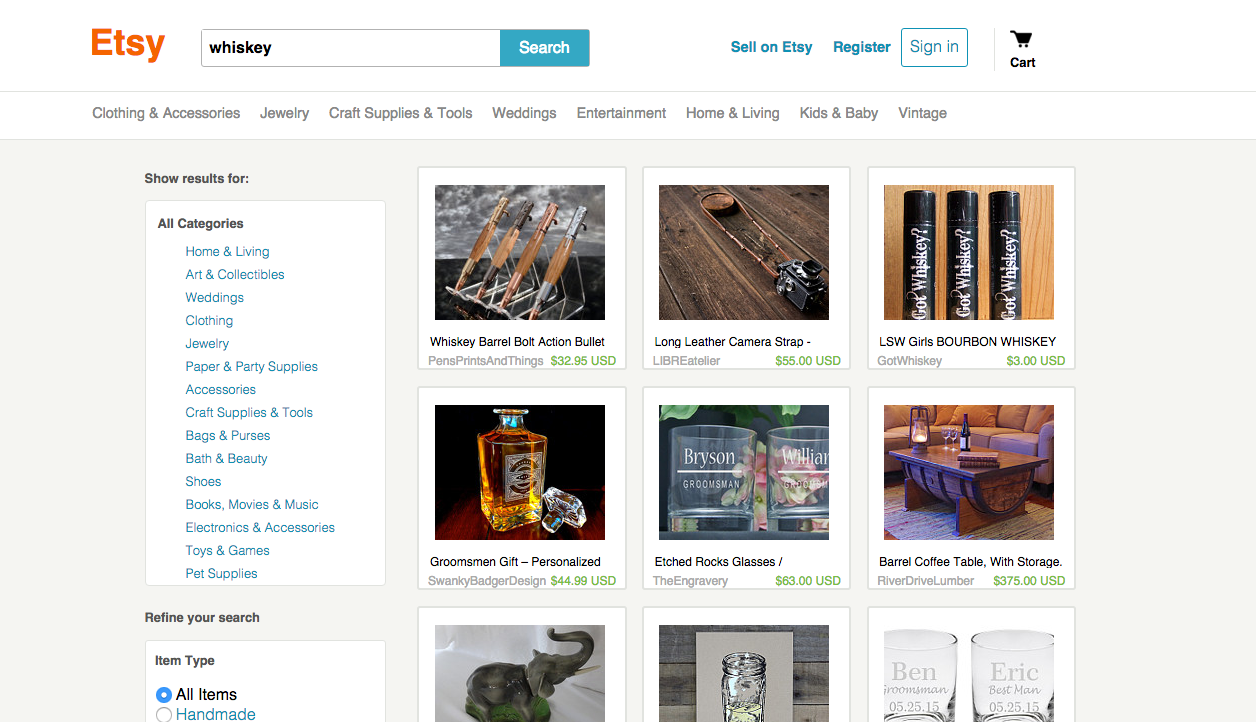 Etsy
whiskey
Search
Sell on Etsy
Register
Sign in
Cart
Clothing & Accessories
Jewelry
Craft Supplies & Tools
Weddings
Entertainment
Home & Living
Kids & Baby
Vintage
Show results for:
All Categories
Home & Living
Art & Collectibles
Weddings
Clothing
Jewelry
Paper & Party Supplies
Accessories
Craft Supplies & Tools
Bags & Purses
Bath & Beauty
Shoes
Books, Movies & Music
Electronics & Accessories
Toys & Games
Pet Supplies
Refine your search
Item Type
All Items
Handmade
Whiskey Barrel Bolt Action Bullet
PensPrintsAndThings $32.95 USD
Long Leather Camera Strap -
LIBREatelier $55.00 USD
Got Whiskey?
Got Whiskey?
Got Whiskey?
LSW Girls BOURBON WHISKEY
GotWhiskey $3.00 USD
Groomsmen Gift – Personalized
SwankyBadgerDesign $44.99 USD
Bryson
GROOMSMAN
Williar
GROOMSM
Etched Rocks Glasses /
TheEngravery $63.00 USD
Barrel Coffee Table, With Storage.
RiverDriveLumber $375.00 USD
Ben
Groomsman
05.25.15
Eric
Best Man
05.25.15